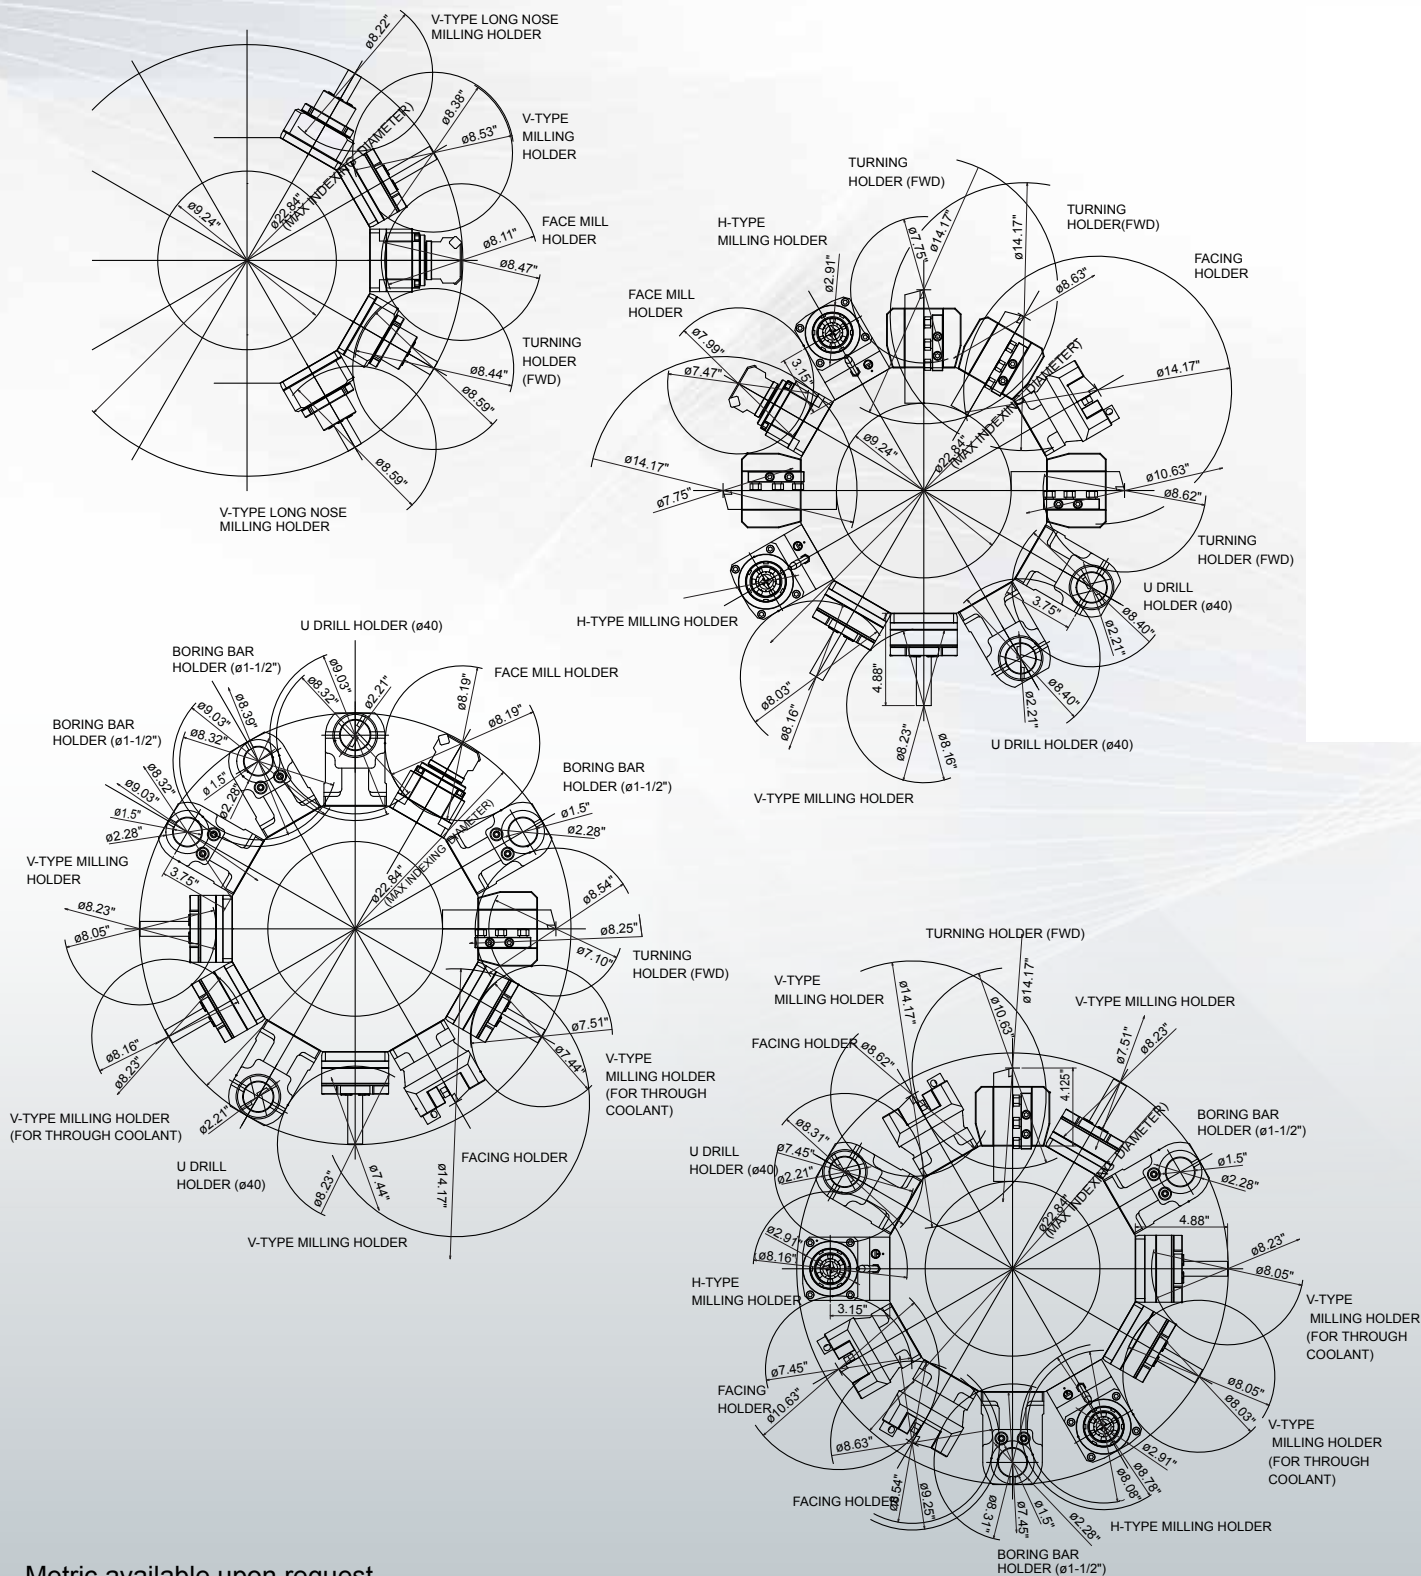 V-TYPE LONG NOSE
MILLING HOLDER
ø8.22"
ø8.38"
ø8.53"
V-TYPE
MILLING
HOLDER
ø9.24"
ø22.84"
(MAX INDEXING DIAMETER)
FACE MILL
HOLDER
ø8.11"
ø8.47"
TURNING
HOLDER
(FWD)
ø8.44"
ø8.59"
ø8.59"
V-TYPE LONG NOSE
MILLING HOLDER
TURNING
HOLDER (FWD)
H-TYPE
MILLING HOLDER
ø7.75"
ø14.17"
ø14.17"
TURNING
HOLDER(FWD)
FACING
HOLDER
ø8.63"
ø2.91"
FACE MILL
HOLDER
ø7.99"
ø7.47"
3.15"
ø14.17"
ø9.24"
ø22.84"
(MAX INDEXING DIAMETER)
ø14.17"
ø7.75"
ø10.63"
ø8.62"
TURNING
HOLDER (FWD)
U DRILL
HOLDER (ø40)
3.75"
ø8.40"
ø2.21"
H-TYPE MILLING HOLDER
4.88"
ø8.03"
ø8.16"
ø8.23"
ø8.16"
ø2.21"
ø8.40"
U DRILL HOLDER (ø40)
V-TYPE MILLING HOLDER
U DRILL HOLDER (ø40)
BORING BAR
HOLDER (ø1-1/2")
ø9.03"
ø8.32"
ø2.21"
FACE MILL HOLDER
ø8.19"
ø8.19"
BORING BAR
HOLDER (ø1-1/2")
ø9.03"
ø8.39"
ø8.32"
ø1.5"
ø2.28"
ø8.32"
ø9.03"
ø1.5"
ø2.28"
BORING BAR
HOLDER (ø1-1/2")
ø1.5"
ø2.28"
V-TYPE MILLING
HOLDER
3.75"
ø22.84"
(MAX INDEXING DIAMETER)
ø8.23"
ø8.05"
ø8.54"
ø8.25"
ø7.10"
TURNING
HOLDER (FWD)
ø8.16"
ø8.23"
ø7.51"
ø7.44"
V-TYPE
MILLING HOLDER
(FOR THROUGH
COOLANT)
V-TYPE MILLING HOLDER
(FOR THROUGH COOLANT)
ø2.21"
U DRILL
HOLDER (ø40)
ø8.23"
ø7.44"
ø14.17"
FACING HOLDER
V-TYPE MILLING HOLDER
TURNING HOLDER (FWD)
V-TYPE
MILLING HOLDER
ø14.17"
ø10.63"
ø14.17"
V-TYPE MILLING HOLDER
FACING HOLDER
ø8.62"
4.125"
ø7.51"
ø8.23"
BORING BAR
HOLDER (ø1-1/2")
ø1.5"
ø2.28"
U DRILL
HOLDER (ø40)
ø8.31"
ø7.45"
ø2.21"
ø22.84"
(MAX INDEXING DIAMETER)
4.88"
ø2.91"
ø8.16"
ø8.23"
ø8.05"
H-TYPE
MILLING HOLDER
3.15"
V-TYPE
MILLING HOLDER
(FOR THROUGH
COOLANT)
ø7.45"
FACING
HOLDER
ø10.63"
ø8.05"
ø8.03"
V-TYPE
MILLING HOLDER
(FOR THROUGH
COOLANT)
ø8.63"
ø2.91"
ø8.78"
ø8.08"
FACING HOLDER
ø8.54"
ø9.25"
ø8.31"
ø7.45"
ø1.5"
ø2.28"
H-TYPE MILLING HOLDER
BORING BAR
HOLDER (ø1-1/2")
Metric available upon request